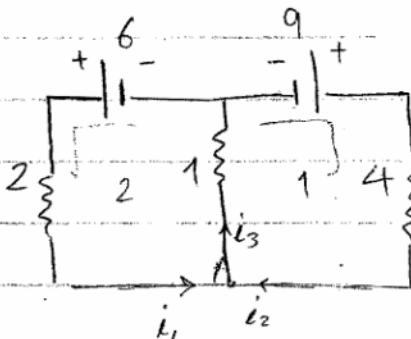 6 9
+ - - +
2 2 1 1 4
i₃
i₁ i₂